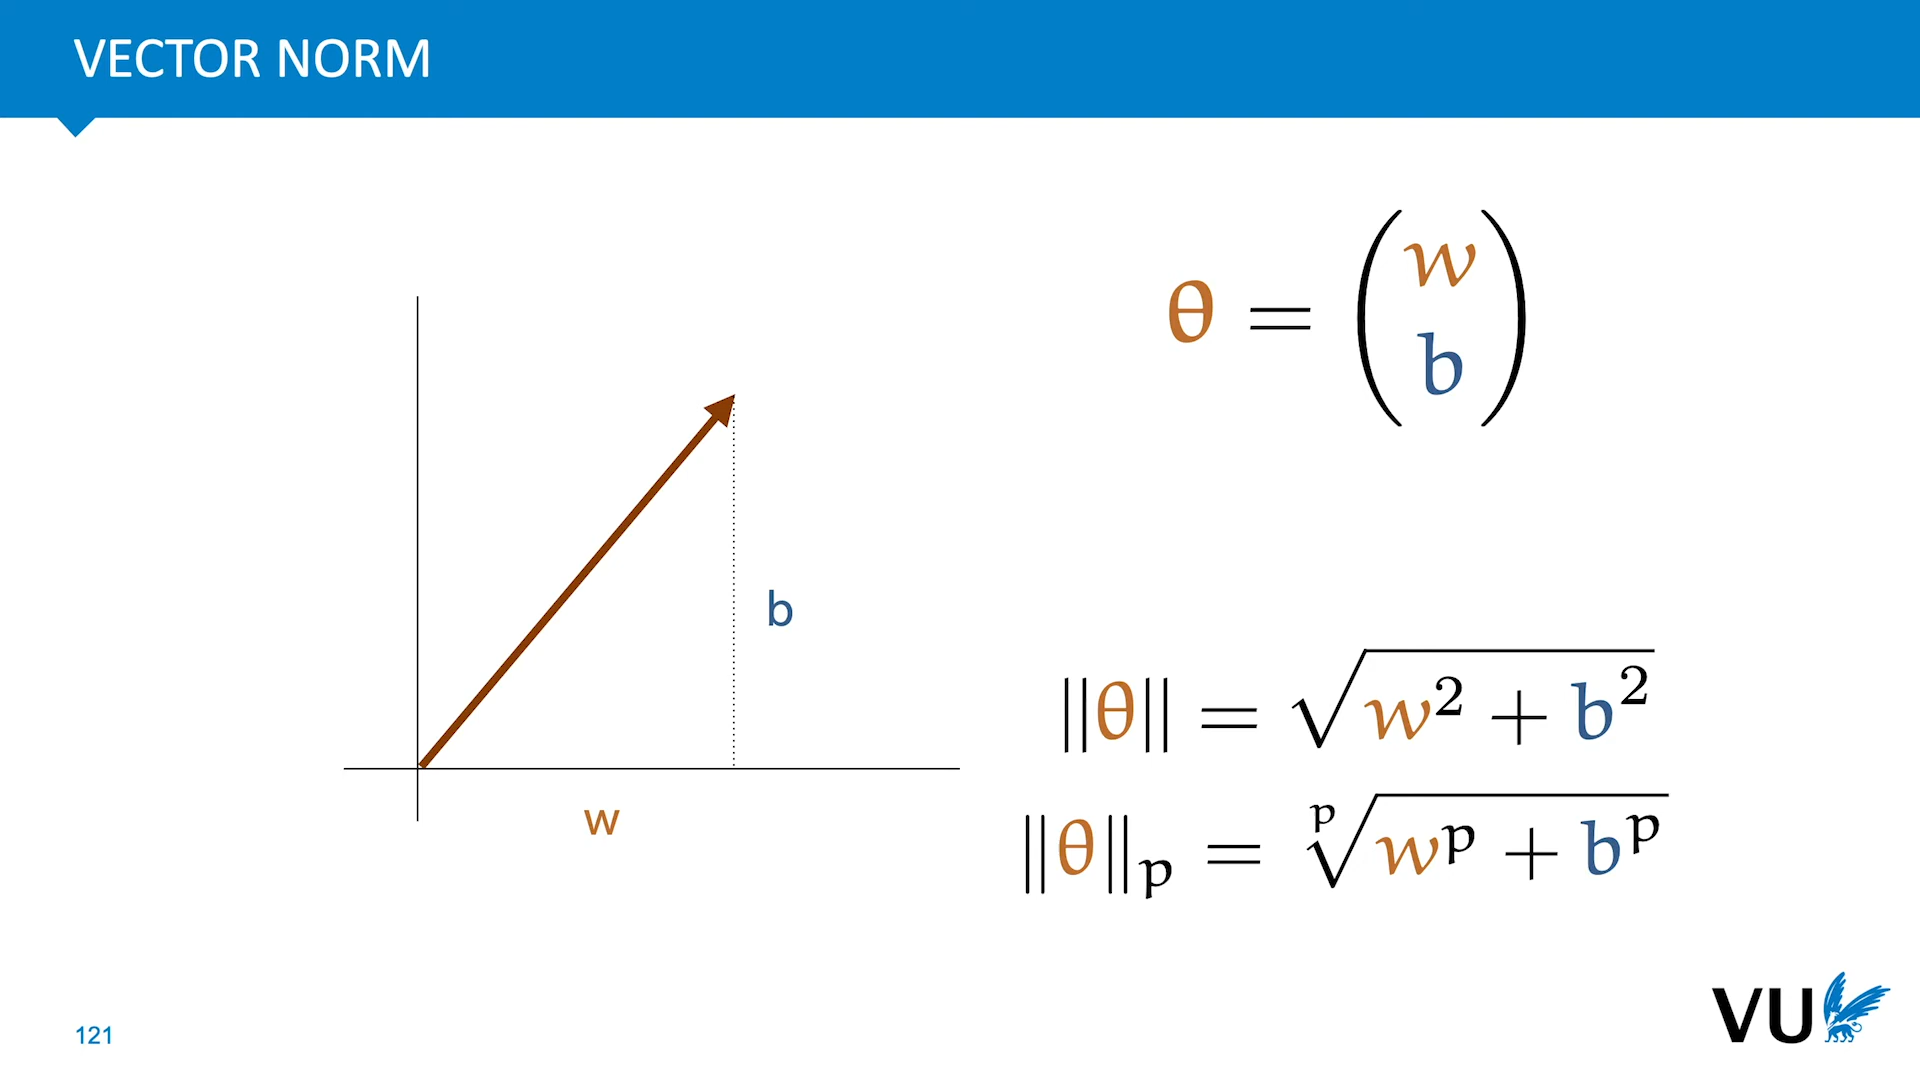 VECTOR NORM
θ = (w
b)
b
w
||θ|| = √w² + b²
||θ||ₚ = ᵖ√wᵖ + bᵖ
121
VU